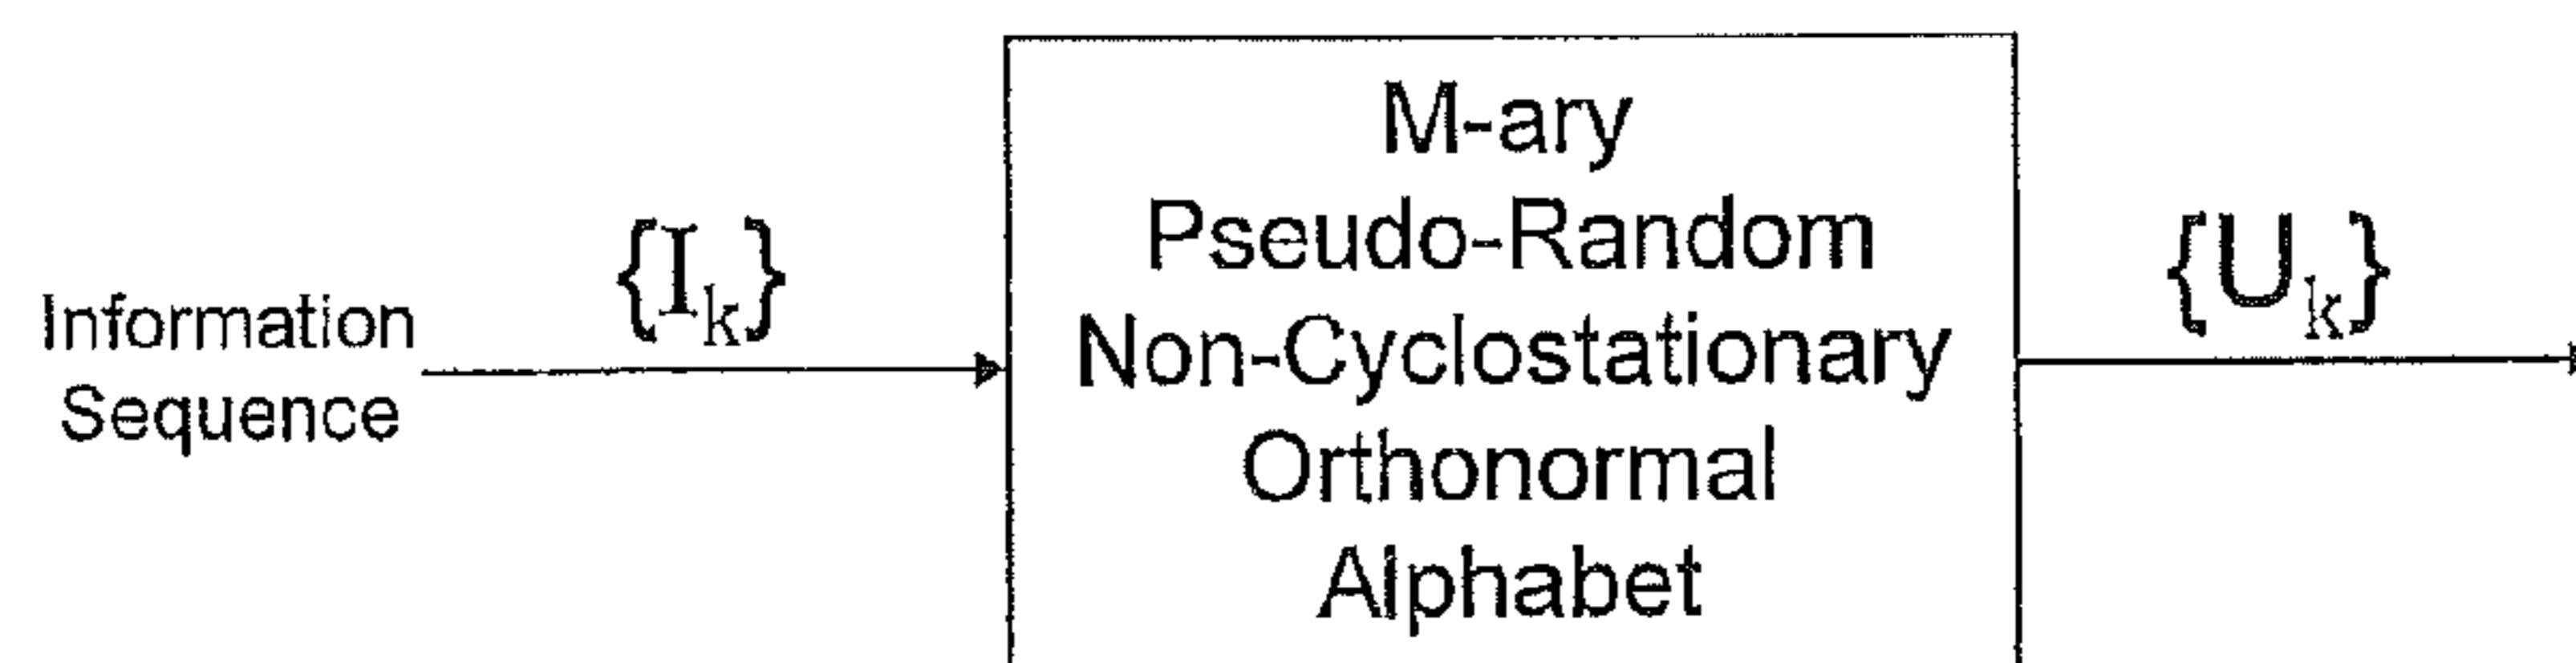 Information
Sequence
{I_k}
M-ary
Pseudo-Random
Non-Cyclostationary
Orthonormal
Alphabet
{U_k}